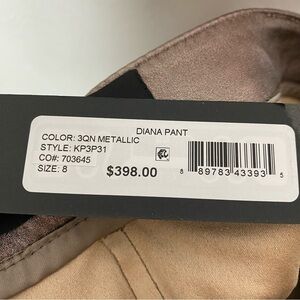 DIANA PANT
COLOR: 3QN METALLIC
STYLE: KP3P31
CO#: 703645
SIZE: 8
$398.00
8 89783 43393 5